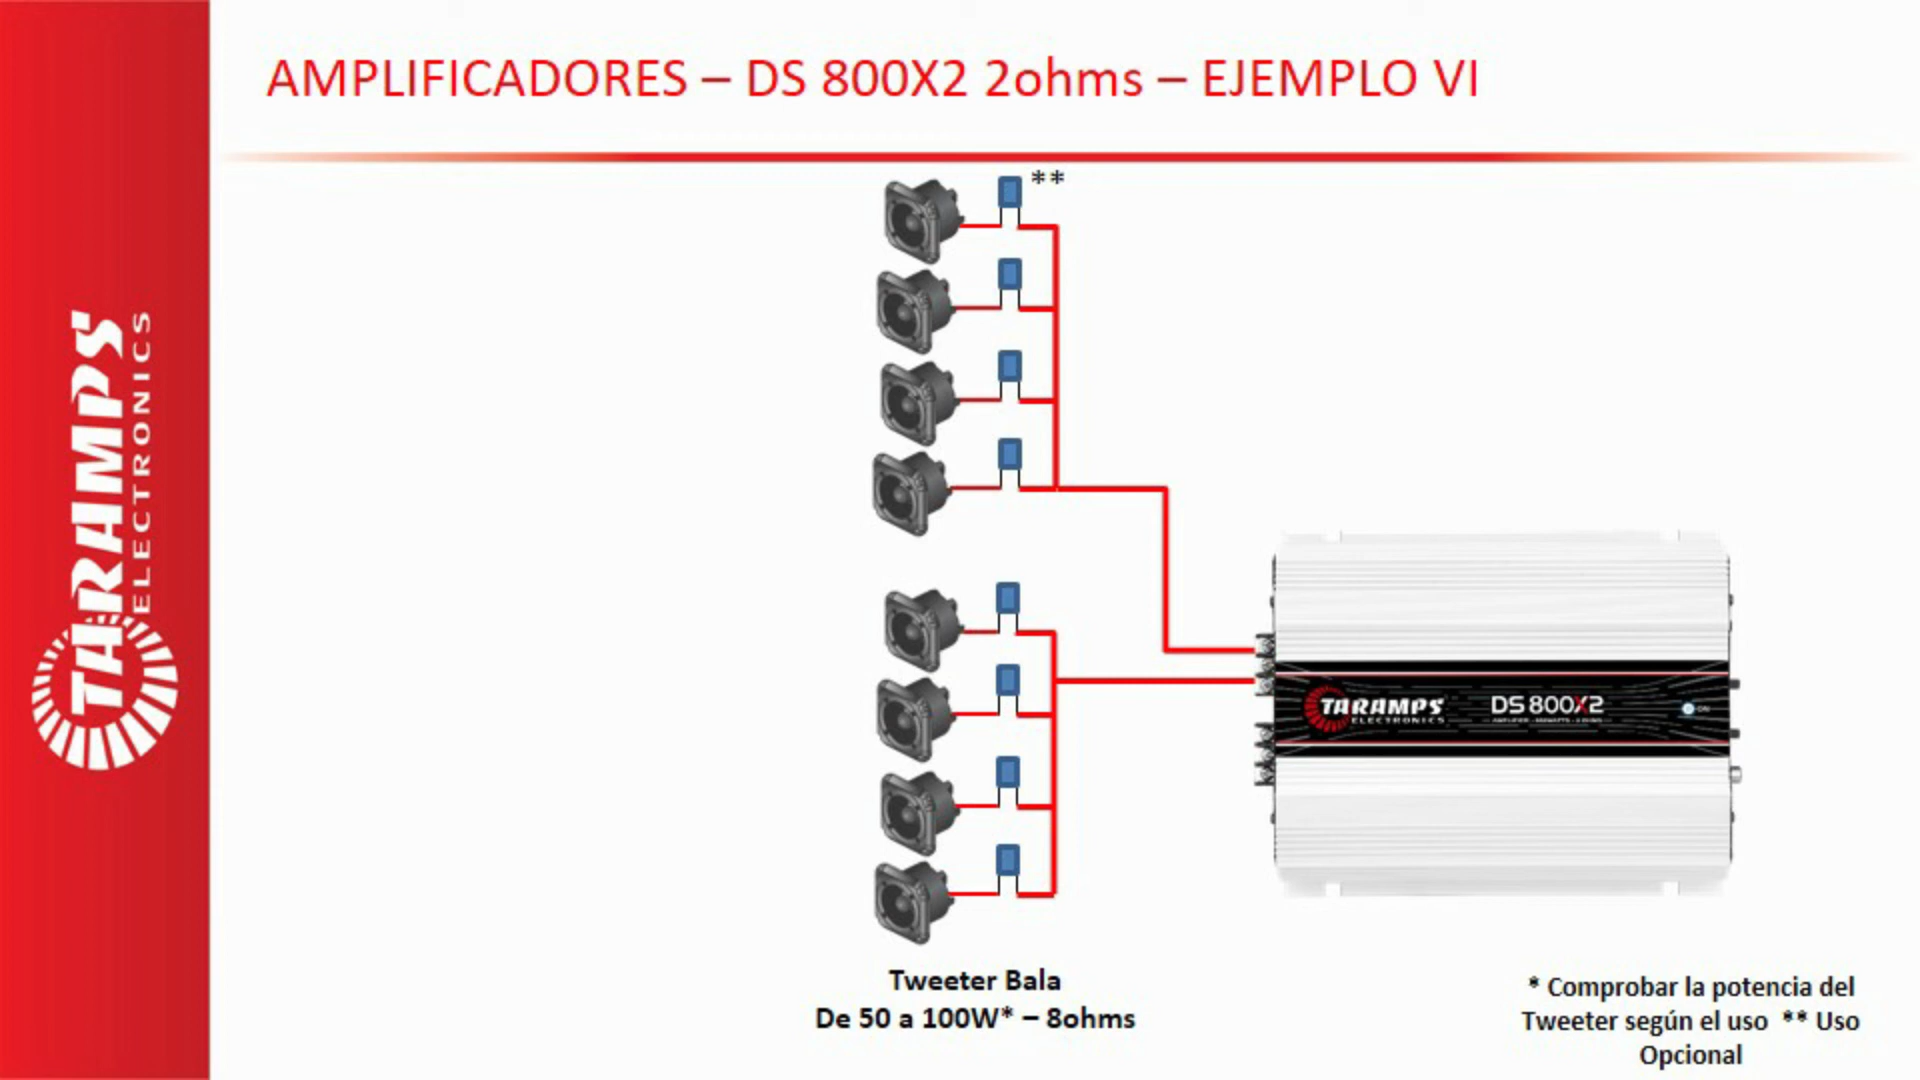 AMPLIFICADORES – DS 800X2 2ohms – EJEMPLO VI
**
TARAMPS
ELECTRONICS
TARAMPS
ELECTRONICS
DS 800X2
ON
Tweeter Bala
De 50 a 100W* – 8ohms
* Comprobar la potencia del
Tweeter según el uso ** Uso
Opcional